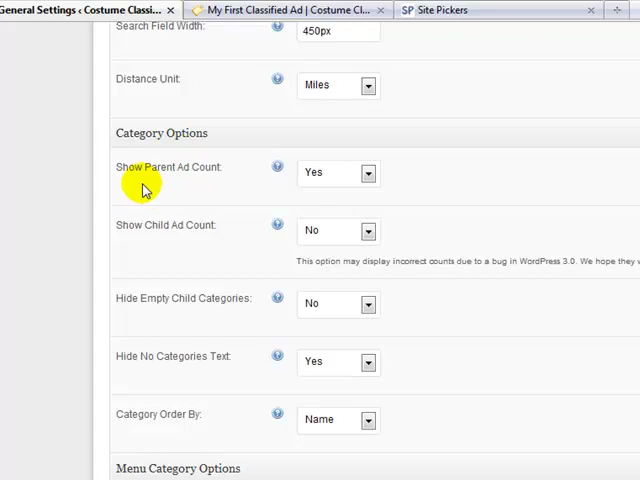 General Settings ‹ Costume Classi... × My First Classified Ad | Costume Cl... × SP Site Pickers ×
Search Field Width: 450px
Distance Unit: Miles
Category Options
Show Parent Ad Count: Yes
Show Child Ad Count: No
This option may display incorrect counts due to a bug in WordPress 3.0. We hope they
Hide Empty Child Categories: No
Hide No Categories Text: Yes
Category Order By: Name
Menu Category Options